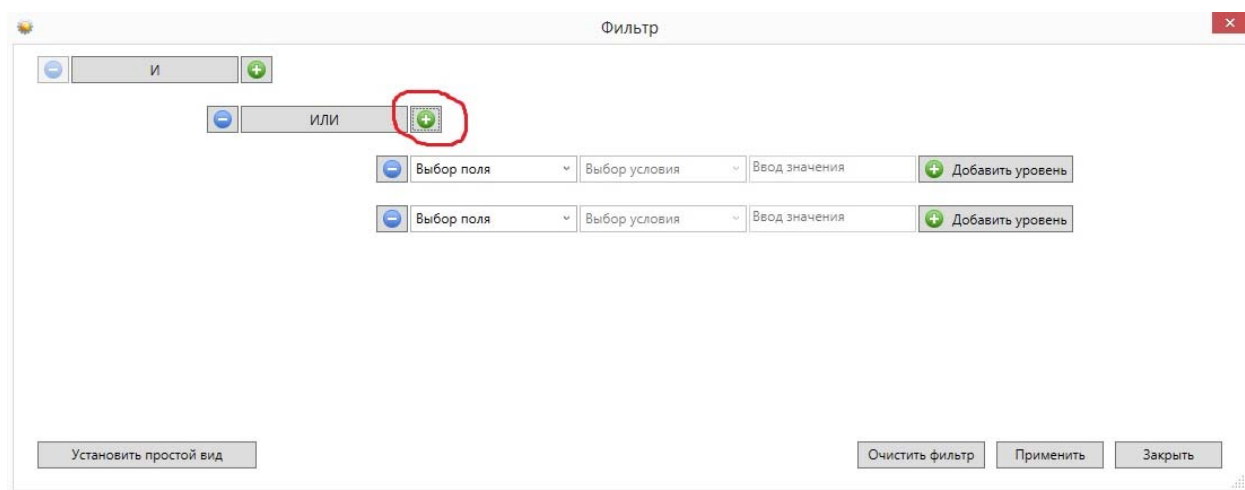 Фильтр
И
ИЛИ
Выбор поля Выбор условия Ввод значения Добавить уровень
Выбор поля Выбор условия Ввод значения Добавить уровень
Установить простой вид Очистить фильтр Применить Закрыть